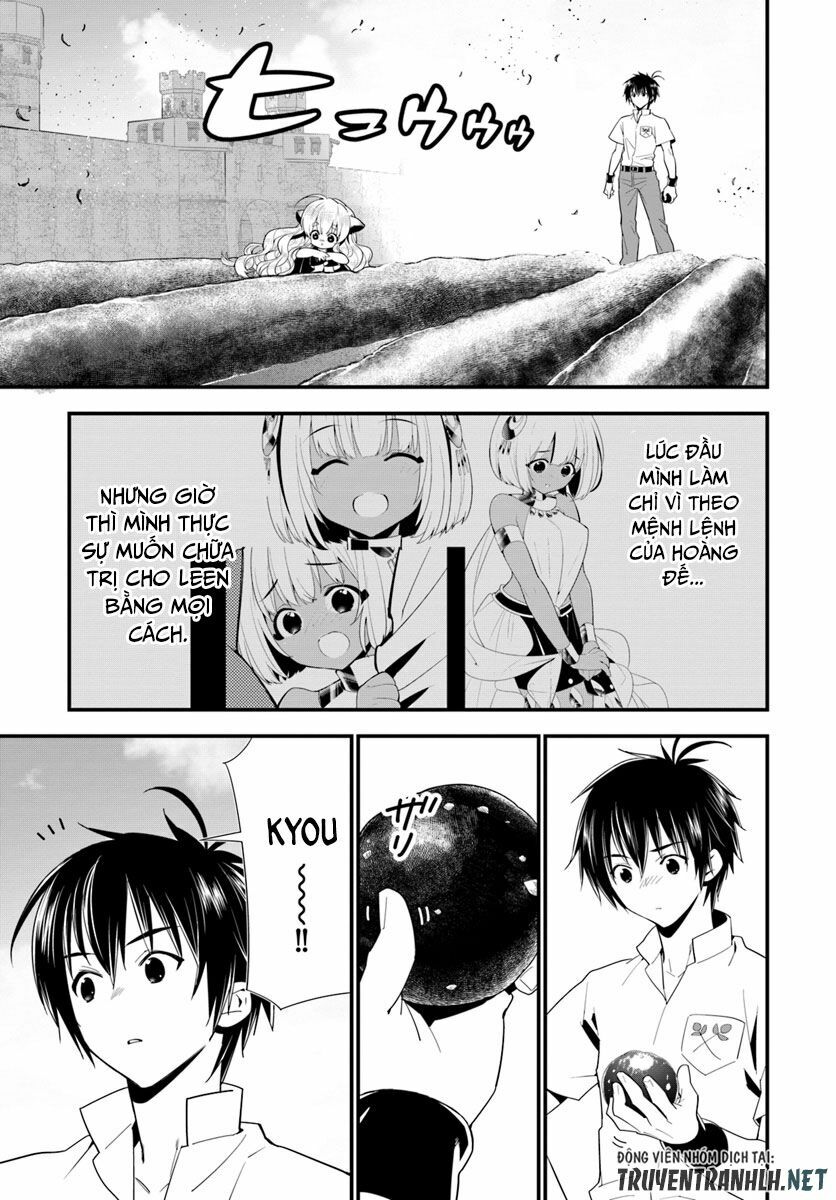 ヒュゥゥゥ
LÚC ĐẦU
MÌNH LÀM
CHỈ VÌ THEO
MỆNH LỆNH
CỦA HOÀNG
ĐẾ...
NHƯNG GIỜ
THÌ MÌNH THỰC
SỰ MUỐN CHỮA
TRỊ CHO LEEN
BẰNG MỌI
CÁCH.
ザリ
KYOU
~~!!
ĐỘNG VIÊN NHÓM DỊCH TẠI:
TRUYENTRANHLH.NET